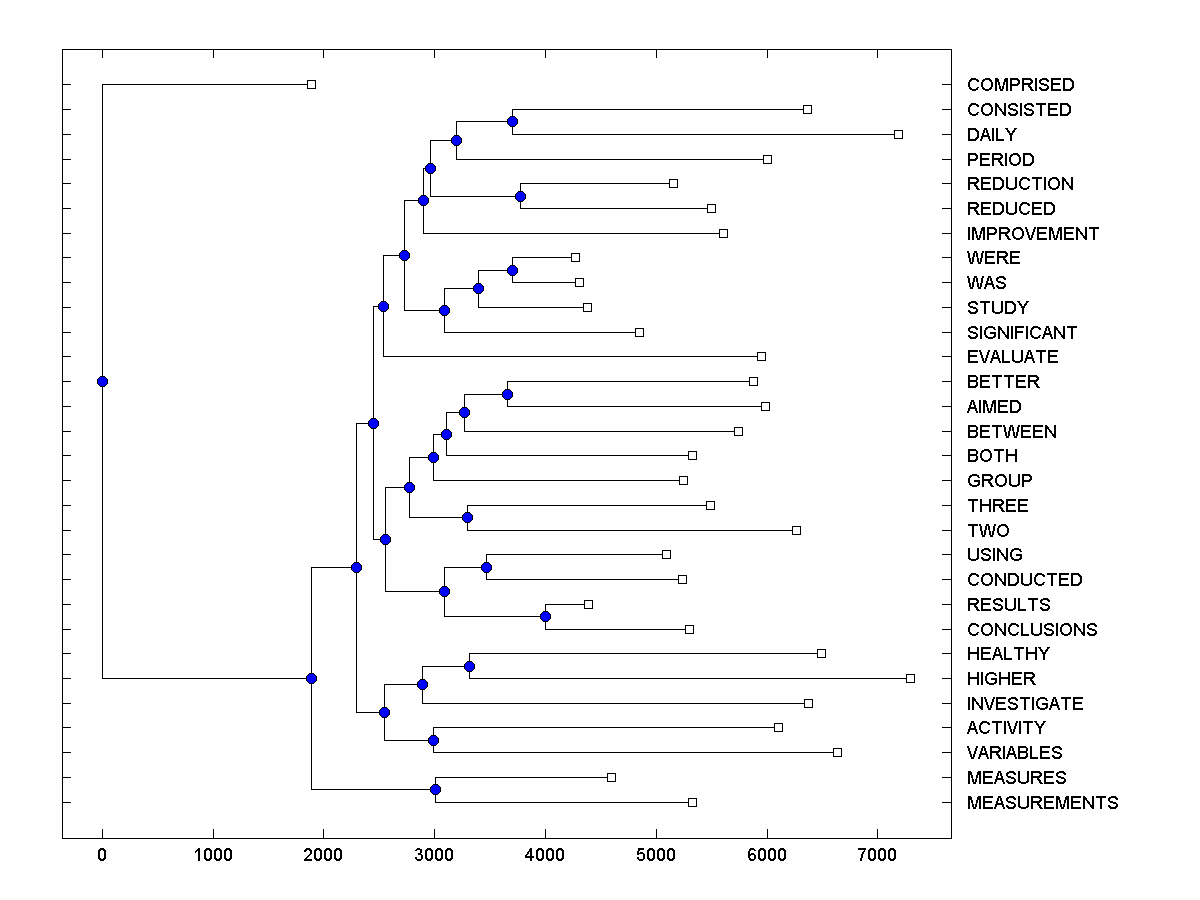 COMPRISED
CONSISTED
DAILY
PERIOD
REDUCTION
REDUCED
IMPROVEMENT
WERE
WAS
STUDY
SIGNIFICANT
EVALUATE
BETTER
AIMED
BETWEEN
BOTH
GROUP
THREE
TWO
USING
CONDUCTED
RESULTS
CONCLUSIONS
HEALTHY
HIGHER
INVESTIGATE
ACTIVITY
VARIABLES
MEASURES
MEASUREMENTS
0 1000 2000 3000 4000 5000 6000 7000